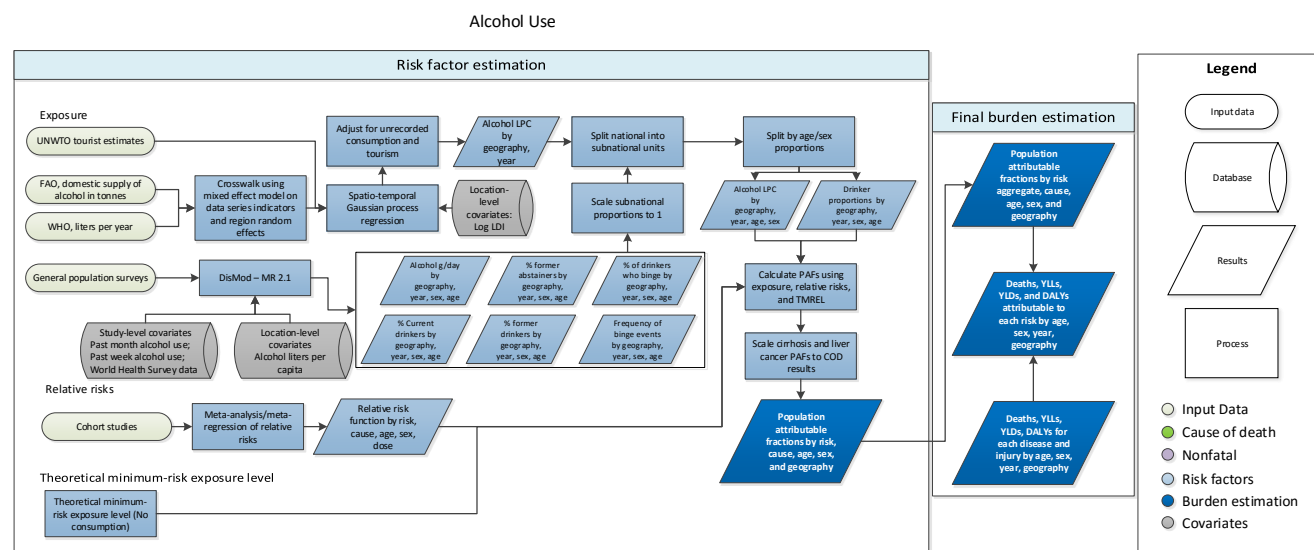 Alcohol Use
Risk factor estimation
Exposure
UNWTO tourist estimates
FAO, domestic supply of
alcohol in tonnes
WHO, liters per year
Crosswalk using
mixed effect model on
data series indicators
and region random
effects
Adjust for unrecorded
consumption and
tourism
Spatio-temporal
Gaussian process
regression
Alcohol LPC
by
geography,
year
Location-
level
covariates:
Log LDI
Split national into
subnational units
Scale subnational
proportions to 1
Split by age/sex
proportions
Alcohol LPC
by
geography,
year, age, sex
Drinker
proportions by
geography,
year, sex, age
General population surveys
DisMod – MR 2.1
Study-level covariates
Past month alcohol use;
Past week alcohol use;
World Health Survey data
Location-level
covariates
Alcohol liters per
capita
Alcohol g/day
by
geography,
year, sex, age
% former
abstainers by
geography,
year, sex, age
% of drinkers
who binge by
geography,
year, sex, age
% Current
drinkers by
geography,
year, sex, age
% former
drinkers by
geography,
year, sex, age
Frequency of
binge events
by geography,
year, sex, age
Calculate PAFs using
exposure, relative risks,
and TMREL
Scale cirrhosis and liver
cancer PAFs to COD
results
Population
attributable
fractions by risk,
cause, age, sex,
and geography
Relative risks
Cohort studies
Meta-analysis/meta-
regression of relative
risks
Relative risk
function by risk,
cause, age, sex,
dose
Theoretical minimum-risk exposure level
Theoretical minimum-
risk exposure level (No
consumption)
Final burden estimation
Population
attributable
fractions by risk
aggregate, cause,
age, sex, and
geography
Deaths, YLLs,
YLDs, and DALYs
attributable to
each risk by age,
sex, year,
geography
Deaths, YLLs,
YLDs, DALYs for
each disease and
injury by age, sex,
year, geography
Legend
Input data
Database
Results
Process
Input Data
Cause of death
Nonfatal
Risk factors
Burden estimation
Covariates